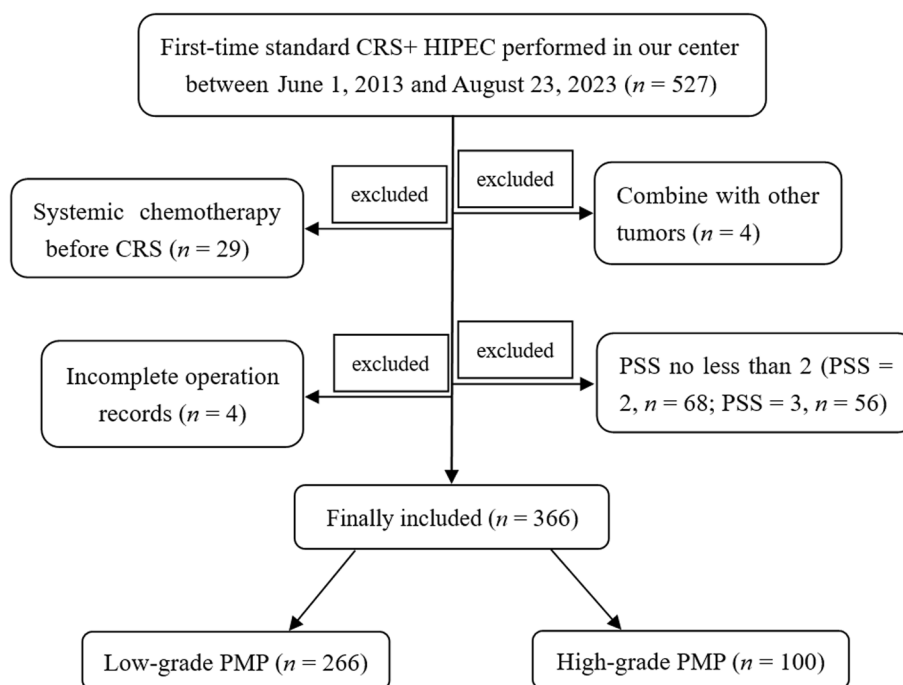 First-time standard CRS+ HIPEC performed in our center
between June 1, 2013 and August 23, 2023 (n = 527)
excluded
excluded
Systemic chemotherapy
before CRS (n = 29)
Combine with other
tumors (n = 4)
excluded
excluded
Incomplete operation
records (n = 4)
PSS no less than 2 (PSS =
2, n = 68; PSS = 3, n = 56)
Finally included (n = 366)
Low-grade PMP (n = 266)
High-grade PMP (n = 100)